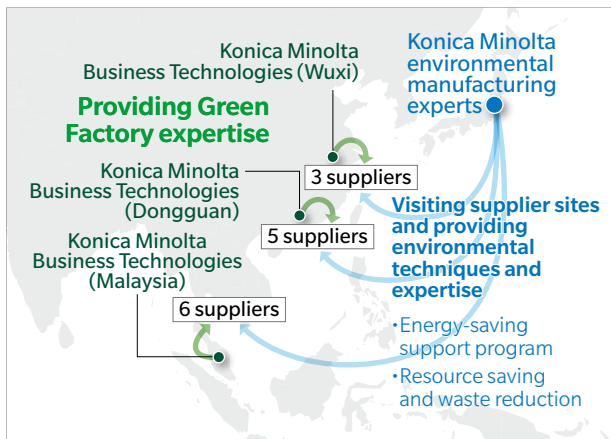 Konica Minolta
Business Technologies (Wuxi)
Konica Minolta
environmental
manufacturing
experts
Providing Green
Factory expertise
3 suppliers
Konica Minolta
Business Technologies
(Dongguan)
5 suppliers
Visiting supplier sites
and providing
environmental
techniques and
expertise
Konica Minolta
Business Technologies
(Malaysia)
6 suppliers
・Energy-saving
support program
・Resource saving
and waste reduction